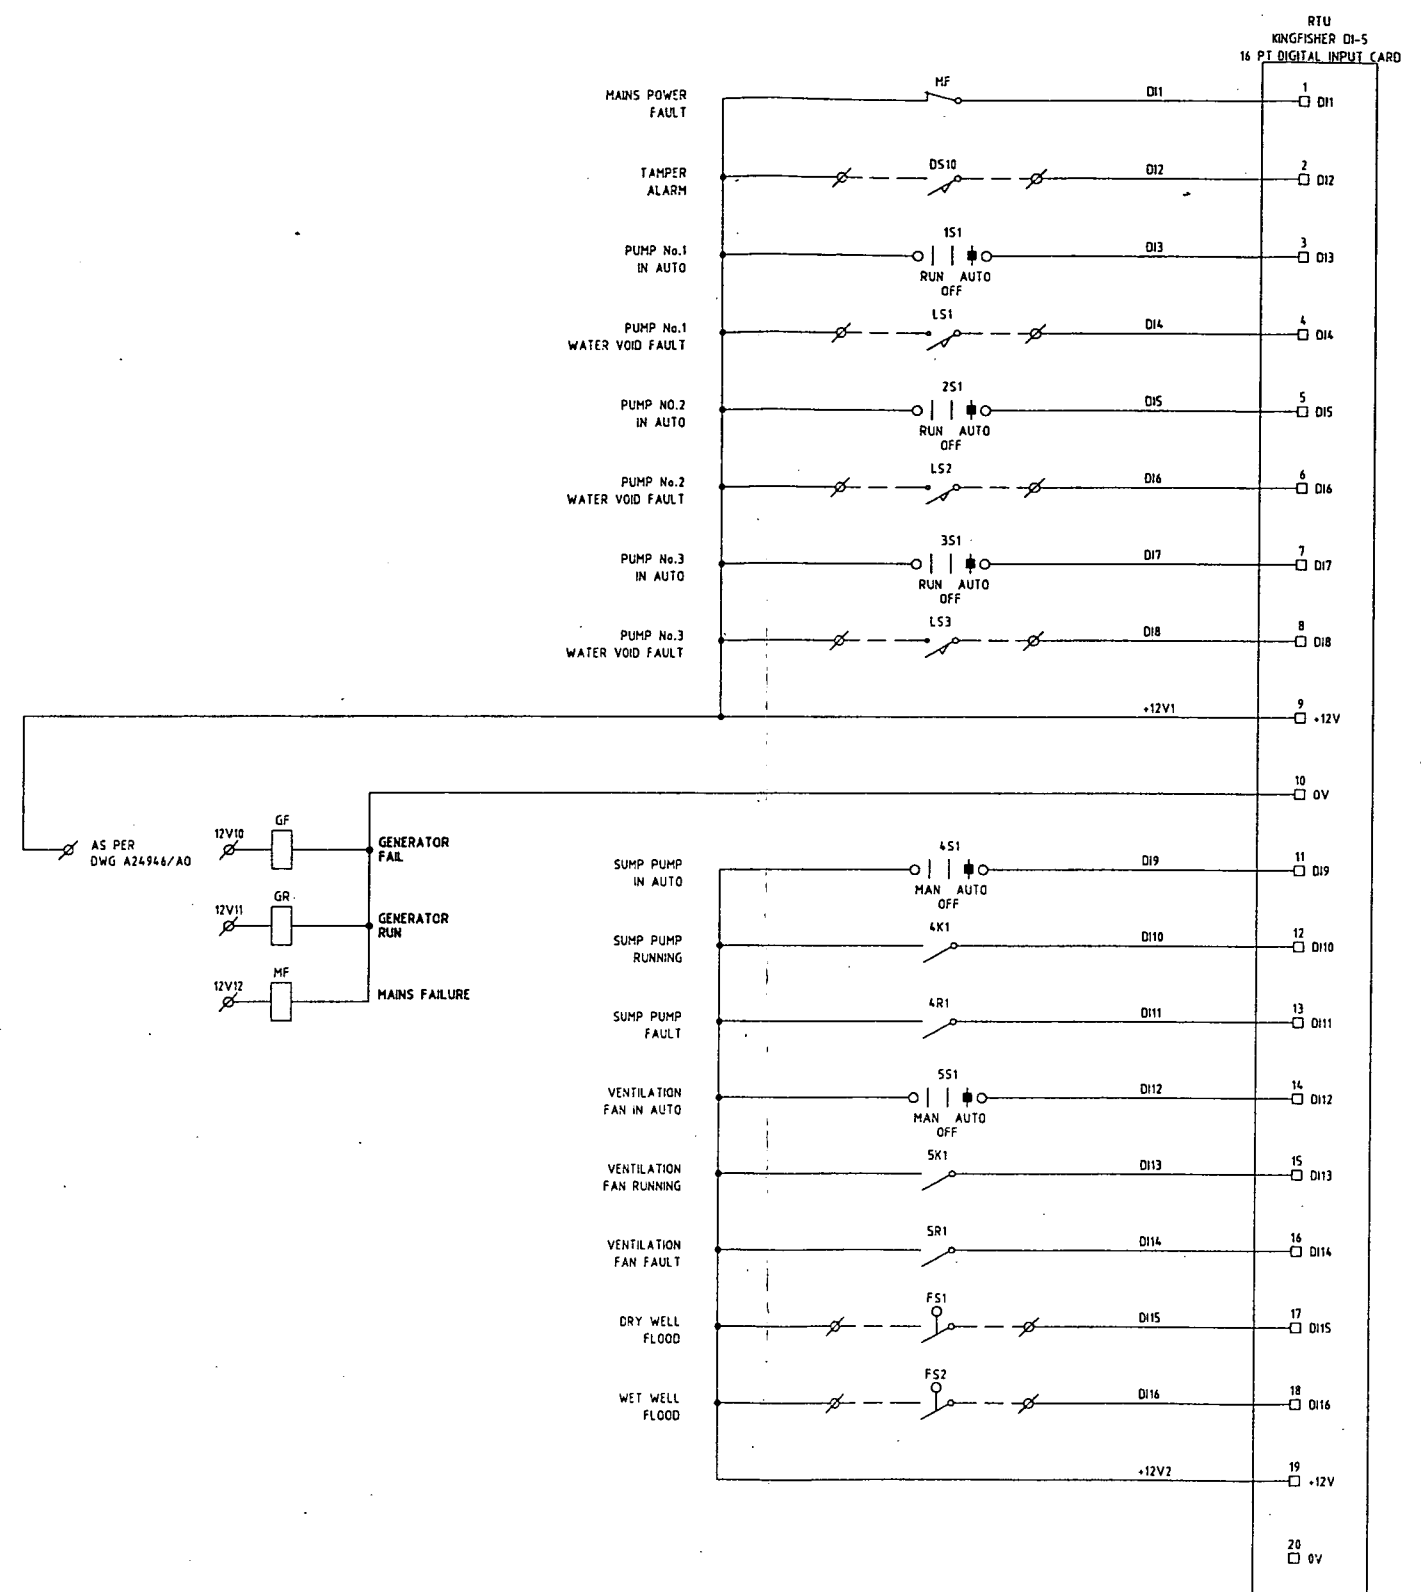 RTU
KINGFISHER DI-5
16 PT DIGITAL INPUT CARD
MAINS POWER
FAULT
MF
DI1
1
DI1
TAMPER
ALARM
DS10
DI2
2
DI2
PUMP No.1
IN AUTO
1S1
RUN AUTO
OFF
DI3
3
DI3
PUMP No.1
WATER VOID FAULT
LS1
DI4
4
DI4
PUMP NO.2
IN AUTO
2S1
RUN AUTO
OFF
DI5
5
DI5
PUMP No.2
WATER VOID FAULT
LS2
DI6
6
DI6
PUMP No.3
IN AUTO
3S1
RUN AUTO
OFF
DI7
7
DI7
PUMP No.3
WATER VOID FAULT
LS3
DI8
8
DI8
+12V1
9
+12V
10
0V
AS PER
DWG A24946/A0
12V10
GF
GENERATOR
FAIL
12V11
GR
GENERATOR
RUN
12V12
MF
MAINS FAILURE
SUMP PUMP
IN AUTO
4S1
MAN AUTO
OFF
DI9
11
DI9
SUMP PUMP
RUNNING
4K1
DI10
12
DI10
SUMP PUMP
FAULT
4R1
DI11
13
DI11
VENTILATION
FAN IN AUTO
5S1
MAN AUTO
OFF
DI12
14
DI12
VENTILATION
FAN RUNNING
5K1
DI13
15
DI13
VENTILATION
FAN FAULT
5R1
DI14
16
DI14
DRY WELL
FLOOD
FS1
DI15
17
DI15
WET WELL
FLOOD
FS2
DI16
18
DI16
+12V2
19
+12V
20
0V